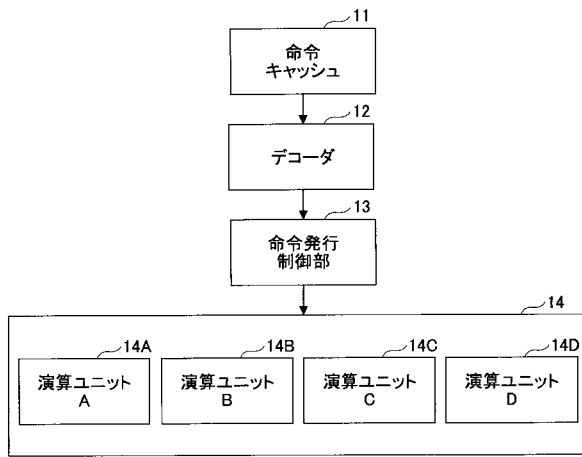 11
命令
キャッシュ
12
デコーダ
13
命令発行
制御部
14
14A
14B
14C
14D
演算ユニット
A
演算ユニット
B
演算ユニット
C
演算ユニット
D